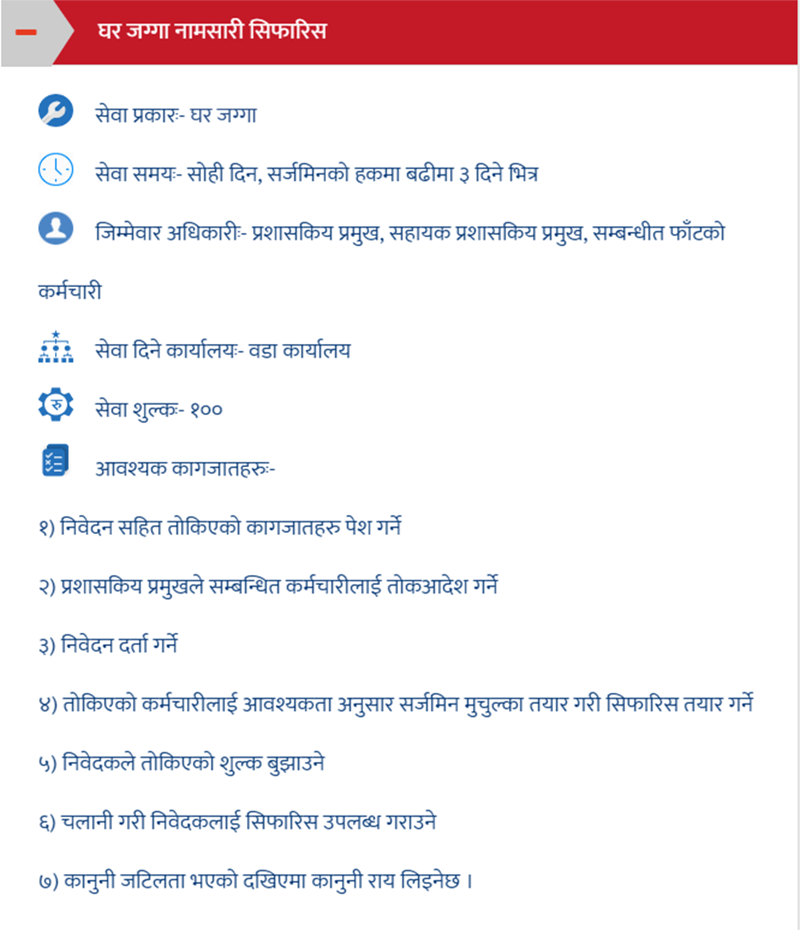 घर जग्गा नामसारी सिफारिस
सेवा प्रकारः- घर जग्गा
सेवा समयः- सोही दिन, सर्जमिनको हकमा बढीमा ३ दिने भित्र
जिम्मेवार अधिकारीः- प्रशासकिय प्रमुख, सहायक प्रशासकिय प्रमुख, सम्बन्धीत फाँटको
कर्मचारी
सेवा दिने कार्यालयः- वडा कार्यालय
रु
सेवा शुल्कः- १००
आवश्यक कागजातहरुः-
१) निवेदन सहित तोकिएको कागजातहरु पेश गर्ने
२) प्रशासकिय प्रमुखले सम्बन्धित कर्मचारीलाई तोकआदेश गर्ने
३) निवेदन दर्ता गर्ने
४) तोकिएको कर्मचारीलाई आवश्यकता अनुसार सर्जमिन मुचुल्का तयार गरी सिफारिस तयार गर्ने
५) निवेदकले तोकिएको शुल्क बुझाउने
६) चलानी गरी निवेदकलाई सिफारिस उपलब्ध गराउने
७) कानुनी जटिलता भएको दखिएमा कानुनी राय लिइनेछ ।